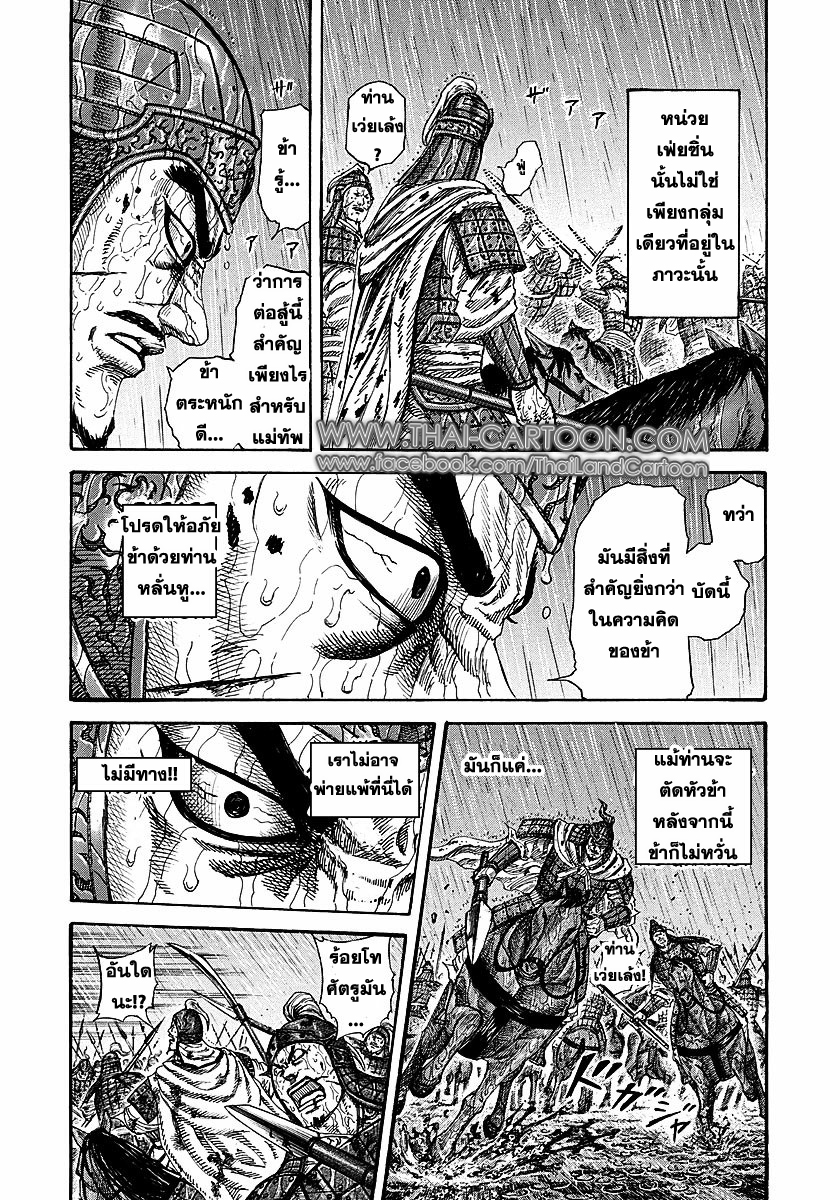 หน่วย
เฟยซิ่น
นั้นไม่ใช่
เพียงกลุ่ม
เดียวที่อยู่ใน
ภาวะนั้น
ฟู่
ท่าน
เว่ยเล้ง
?
ザ
ア
ア
ข้า
รู้...
ว่าการ
ต่อสู้นี้
สำคัญ
เพียงไร
สำหรับ
แม่ทัพ
ข้า
ตระหนัก
ดี...
ザ
ア
ア
WWW.THAI-CARTOON.COM
www.facebook.com/ThaiLandCartoon
ทว่า
บัดนี้
มันมีสิ่งที่
สำคัญยิ่งกว่า
ในความคิด
ของข้า
โปรดให้อภัย
ข้าด้วยท่าน
หลั่นทู...
แม้ท่านจะ
ตัดหัวข้า
หลังจากนี้
ข้าก็ไม่หวั่น
มันก็แค่...
ท่าน
เว่ยเล้ง!
ドガガッ
เราไม่อาจ
พ่ายแพ้ที่นี่ได้
ไม่มีทาง!!
ร้อยโท
ศัตรูมัน
...
อันใด
นะ!?